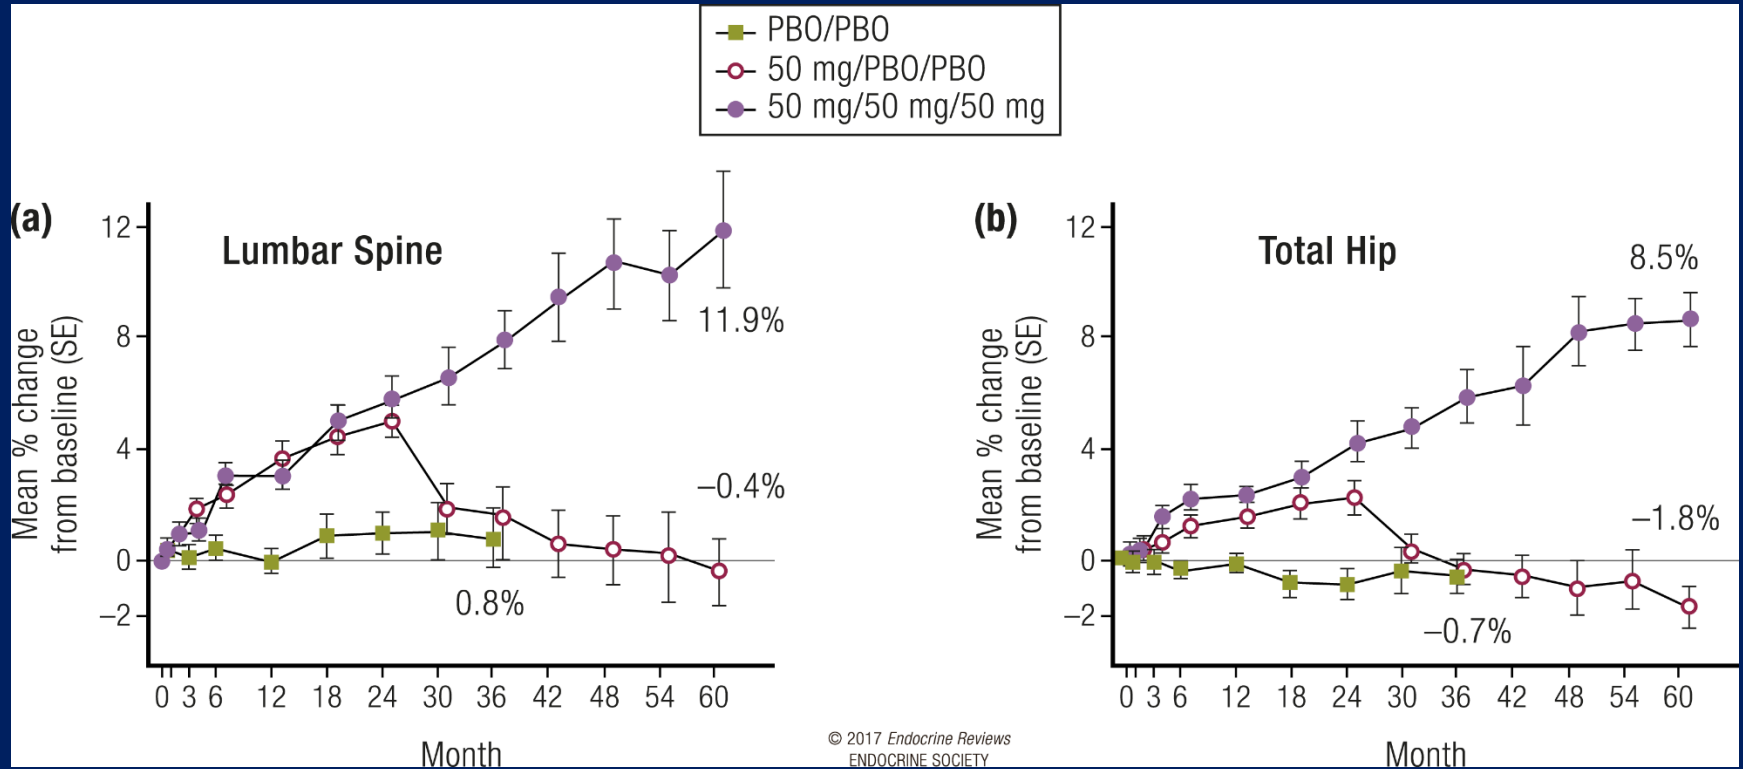 PBO/PBO
50 mg/PBO/PBO
50 mg/50 mg/50 mg
(a)
Lumbar Spine
Mean % change
from baseline (SE)
12
8
4
0
−2
11.9%
−0.4%
0.8%
0 3 6 12 18 24 30 36 42 48 54 60
Month
(b)
Total Hip
Mean % change
from baseline (SE)
12
8
4
0
−2
8.5%
−1.8%
−0.7%
0 3 6 12 18 24 30 36 42 48 54 60
Month
© 2017 Endocrine Reviews
ENDOCRINE SOCIETY